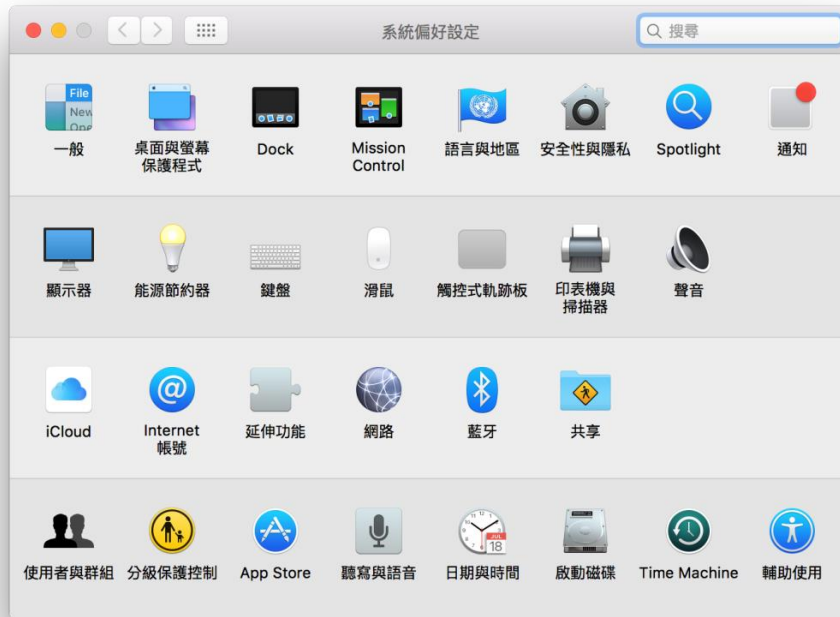 系統偏好設定
搜尋
File
New
One
一般
桌面與螢幕
保護程式
Dock
Mission
Control
語言與地區
安全性與隱私
Spotlight
通知
顯示器
能源節約器
鍵盤
滑鼠
觸控式軌跡板
印表機與
掃描器
聲音
iCloud
Internet
帳號
延伸功能
網路
藍牙
共享
使用者與群組
分級保護控制
App Store
聽寫與語音
JUL
18
日期與時間
啟動磁碟
Time Machine
輔助使用